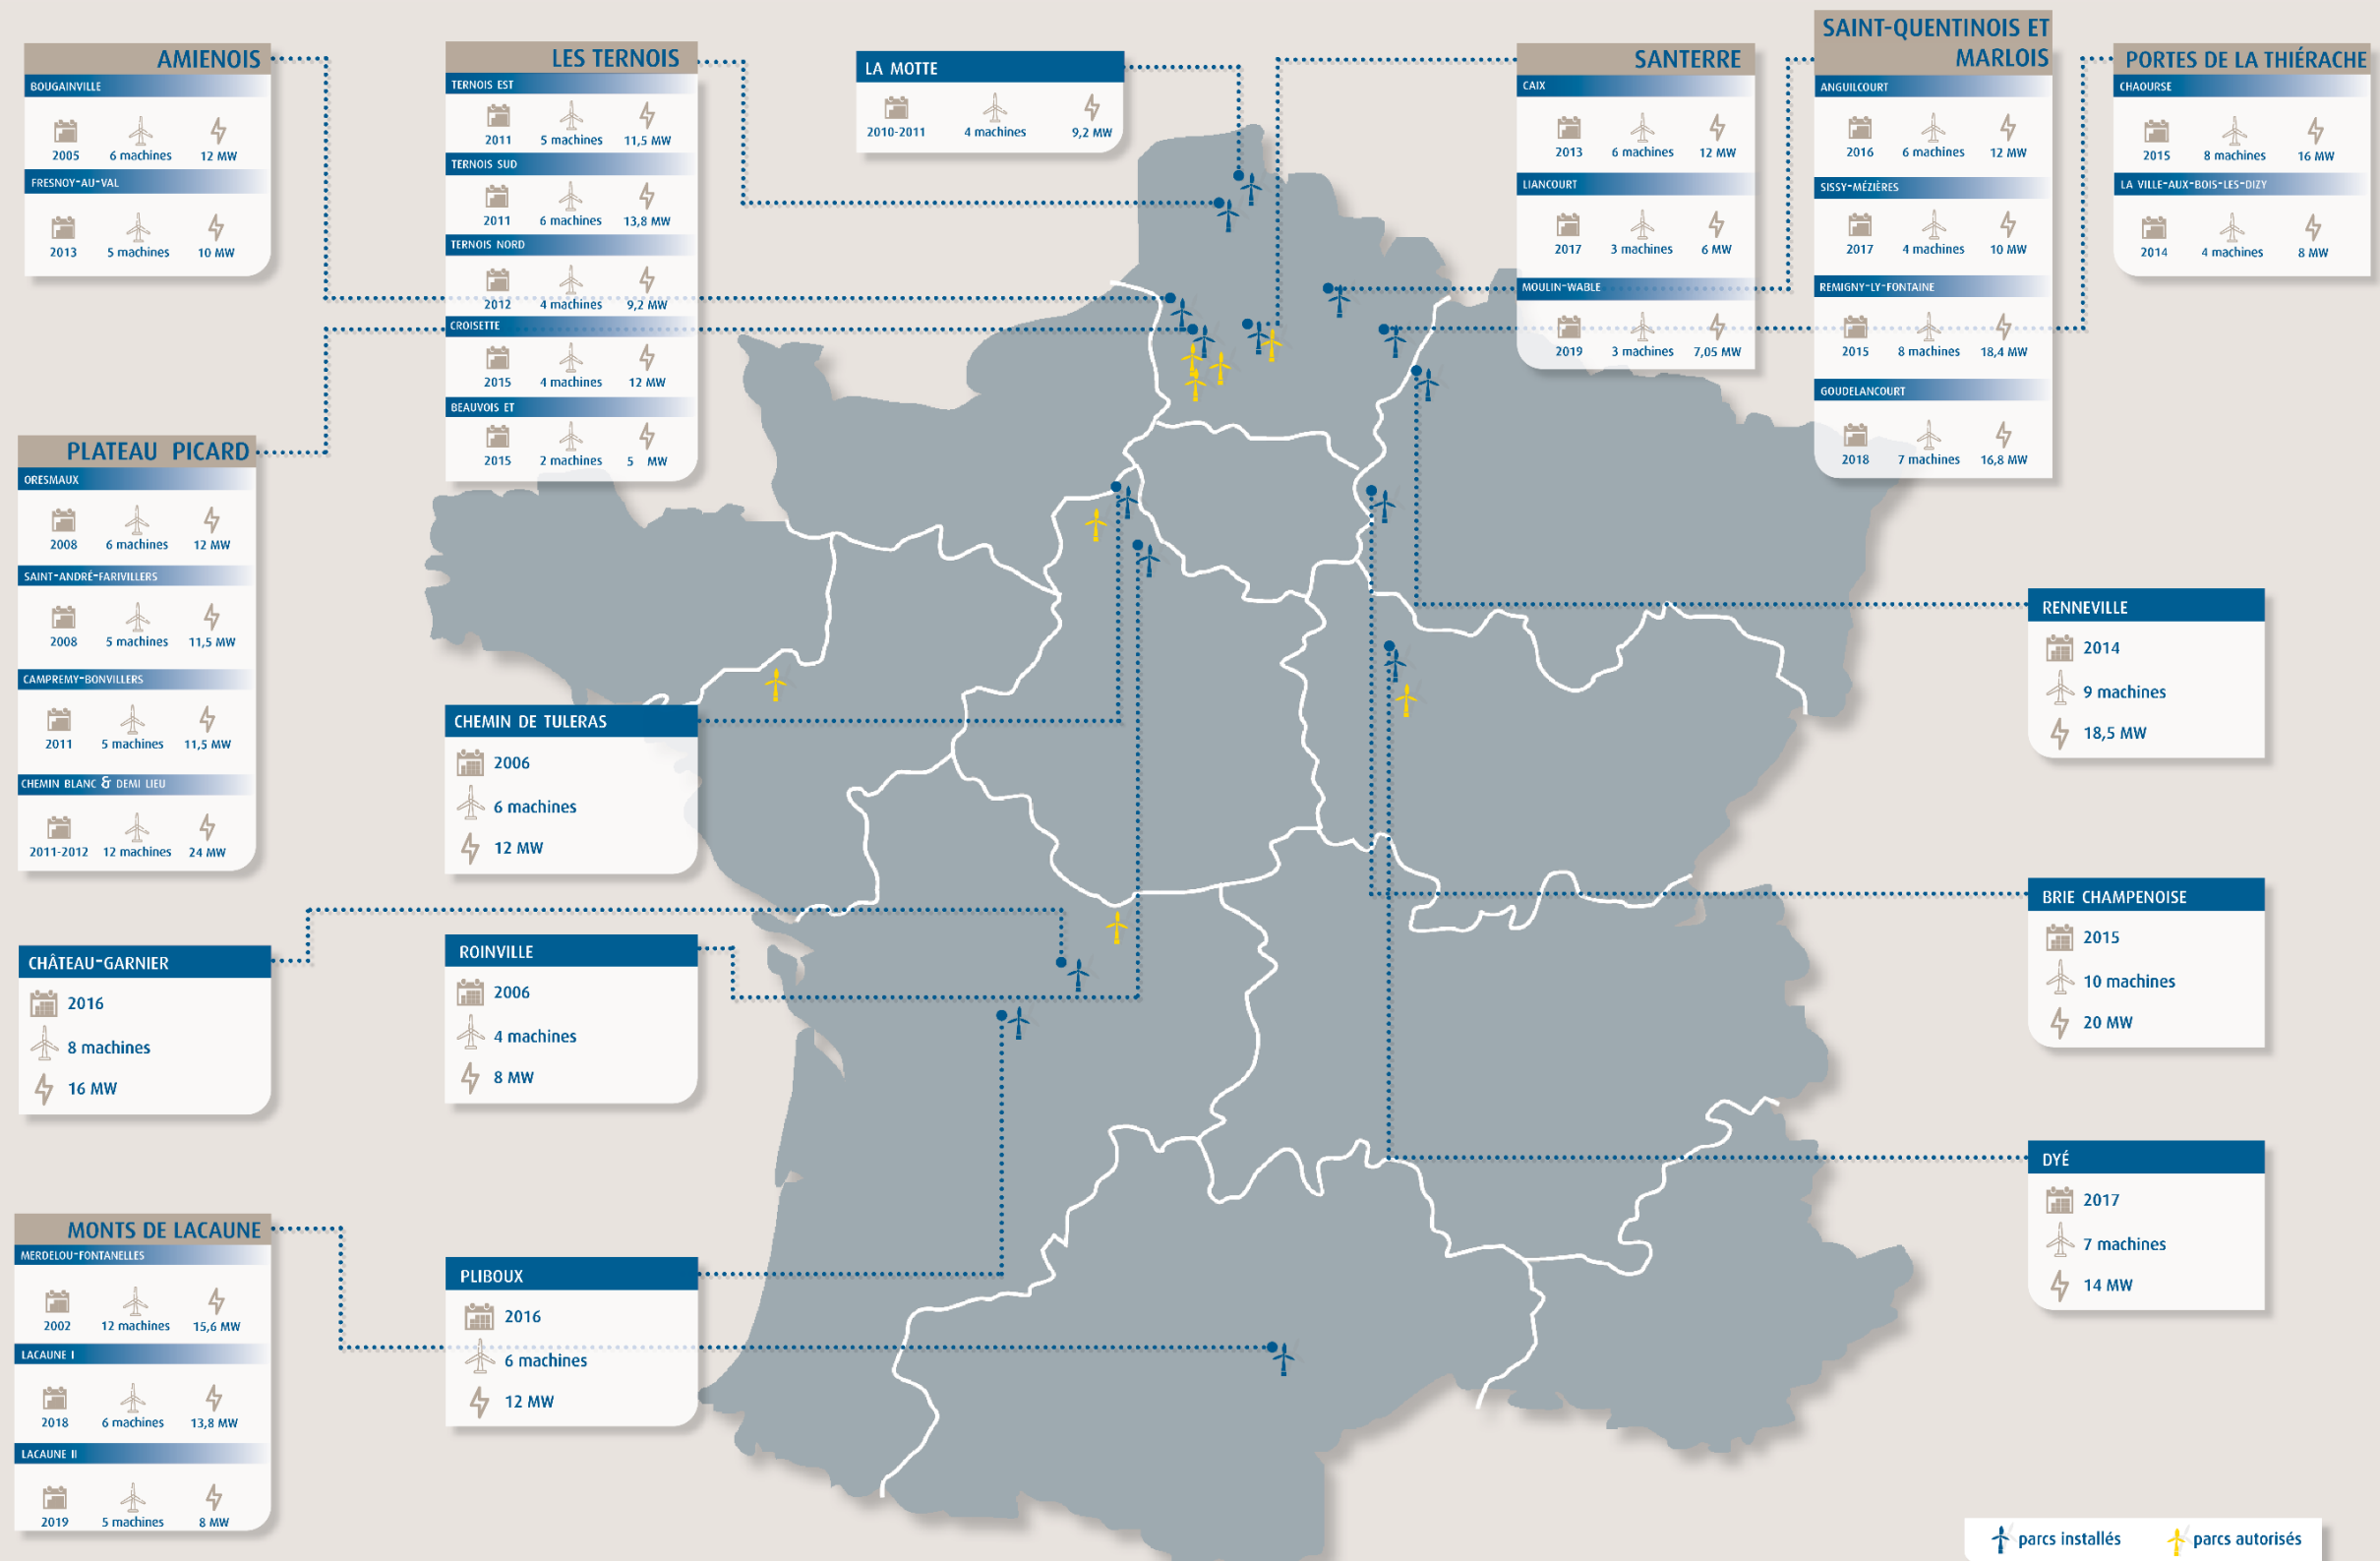 AMIENOIS
BOUGAINVILLE
2005 6 machines 12 MW
FRESNOY-AU-VAL
2013 5 machines 10 MW
LES TERNOIS
TERNOIS EST
2011 5 machines 11,5 MW
TERNOIS SUD
2011 6 machines 13,8 MW
TERNOIS NORD
2012 4 machines 9,2 MW
CROISETTE
2015 4 machines 12 MW
BEAUVOIS ET
2015 2 machines 5 MW
LA MOTTE
2010-2011 4 machines 9,2 MW
SANTERRE
CAIX
2013 6 machines 12 MW
LIANCOURT
2017 3 machines 6 MW
MOULIN-WABLE
2019 3 machines 7,05 MW
SAINT-QUENTINOIS ET
MARLOIS
ANGUILCOURT
2016 6 machines 12 MW
SISSY-MÉZIÈRES
2017 4 machines 10 MW
REMIGNY-LY-FONTAINE
2015 8 machines 18,4 MW
GOUDELANCOURT
2018 7 machines 16,8 MW
PORTES DE LA THIÉRACHE
CHAOURSE
2015 8 machines 16 MW
LA VILLE-AUX-BOIS-LES-DIZY
2014 4 machines 8 MW
PLATEAU PICARD
ORESMAUX
2008 6 machines 12 MW
SAINT-ANDRÉ-FARIVILLERS
2008 5 machines 11,5 MW
CAMPREMY-BONVILLERS
2011 5 machines 11,5 MW
CHEMIN BLANC & DEMI LIEU
2011-2012 12 machines 24 MW
CHEMIN DE TULERAS
2006
6 machines
12 MW
RENNEVILLE
2014
9 machines
18,5 MW
CHÂTEAU-GARNIER
2016
8 machines
16 MW
ROINVILLE
2006
4 machines
8 MW
BRIE CHAMPENOISE
2015
10 machines
20 MW
MONTS DE LACAUNE
MERDELOU-FONTANELLES
2002 12 machines 15,6 MW
LACAUNE I
2018 6 machines 13,8 MW
LACAUNE II
2019 5 machines 8 MW
PLIBOUX
2016
6 machines
12 MW
DYÉ
2017
7 machines
14 MW
parcs installés parcs autorisés